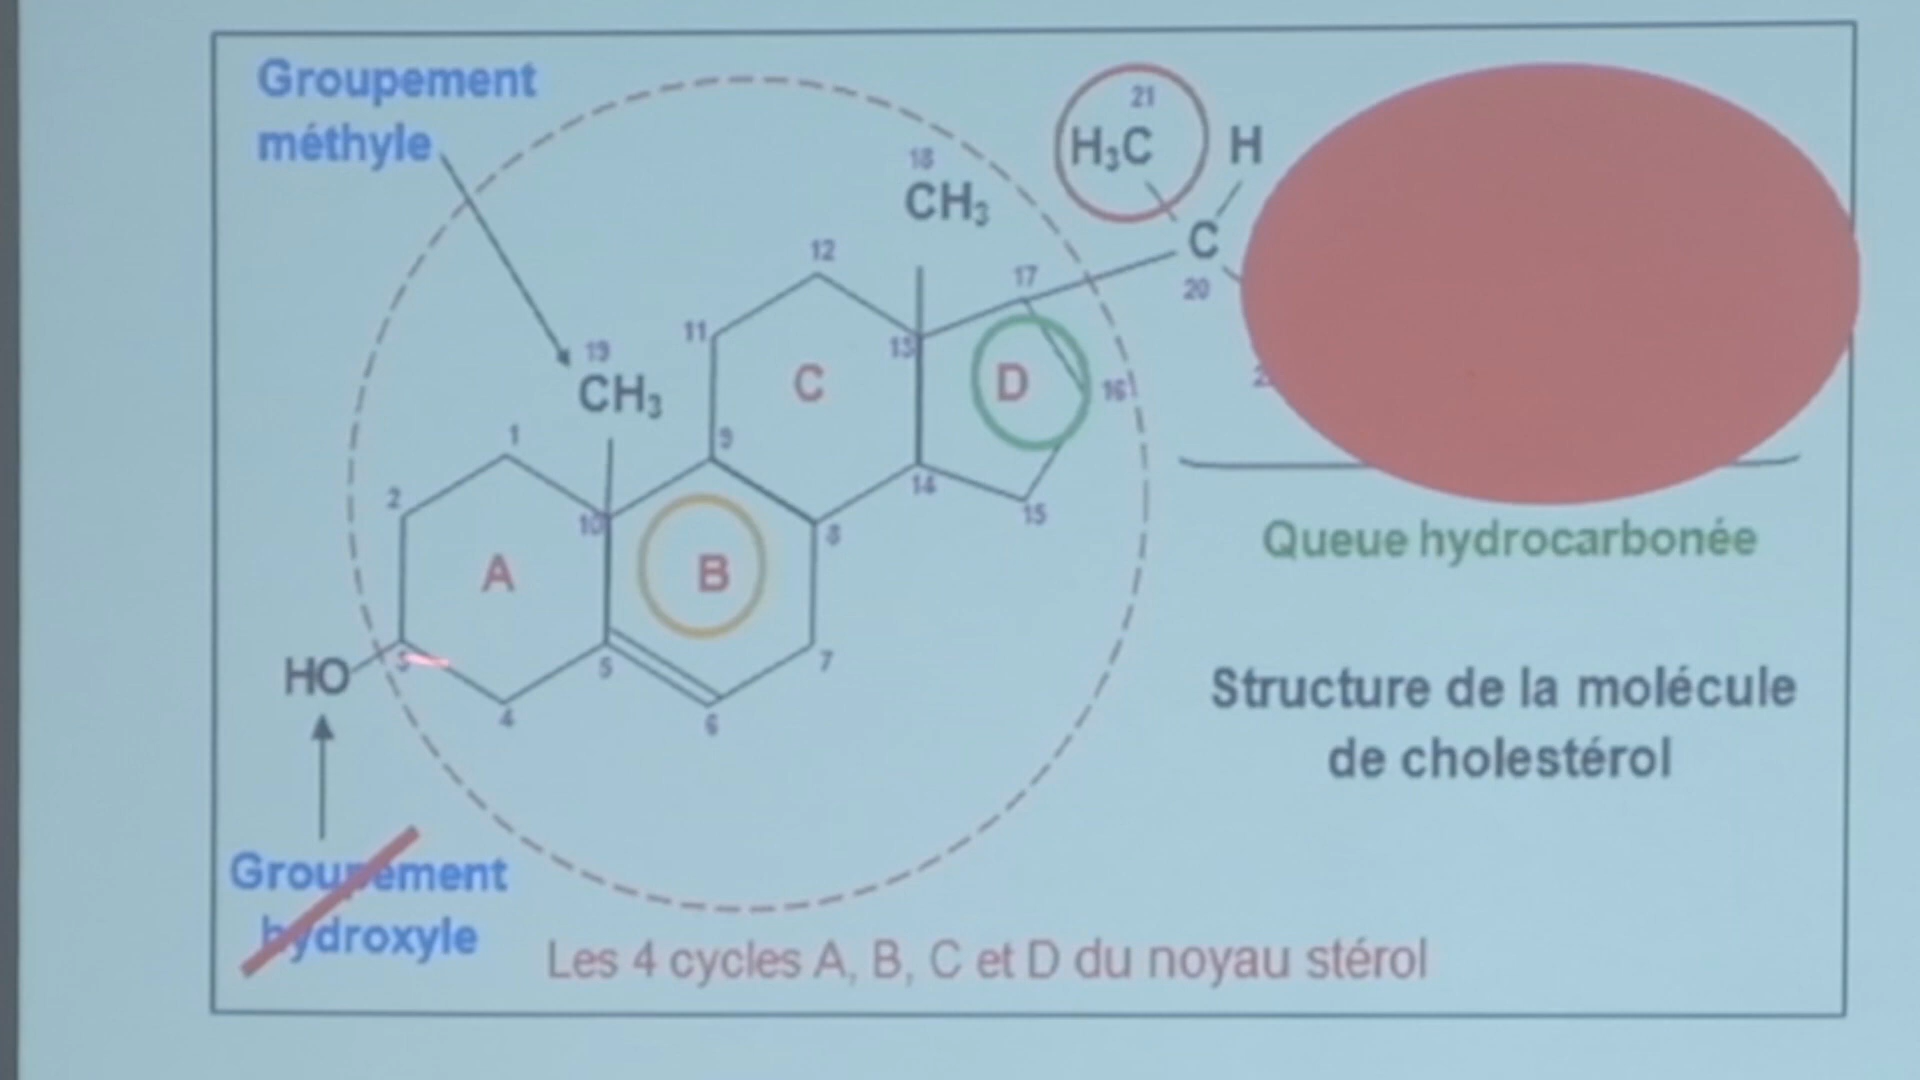 Groupement
méthyle
21
H₃C
H
18
CH₃
C
20
12
17
11
13
19
CH₃
C
D
16
9
1
2
10
14
15
8
A
B
HO
3
5
7
4
6
Queue hydrocarbonée
Structure de la molécule
de cholestérol
Groupement
hydroxyle
Les 4 cycles A, B, C et D du noyau stérol